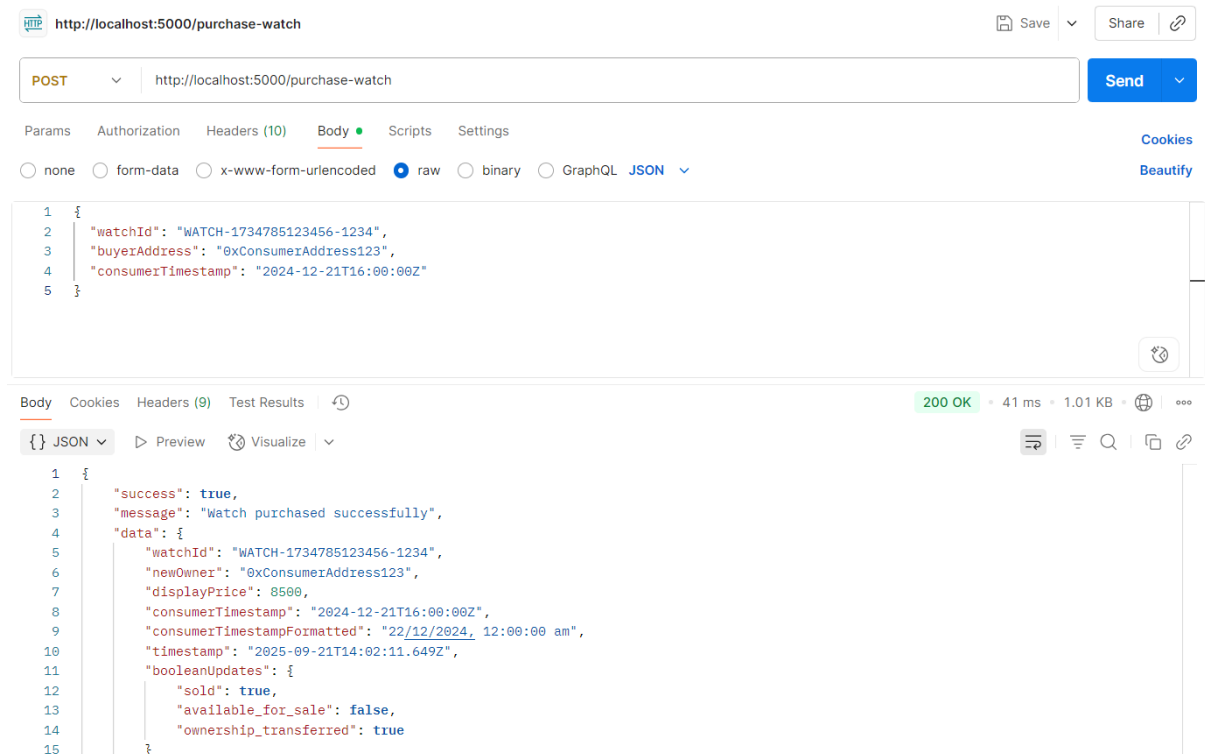 HTTP http://localhost:5000/purchase-watch Save Share
POST http://localhost:5000/purchase-watch Send
Params Authorization Headers (10) Body Scripts Settings Cookies
none form-data x-www-form-urlencoded raw binary GraphQL JSON Beautify
1 {
2 "watchId": "WATCH-1734785123456-1234",
3 "buyerAddress": "0xConsumerAddress123",
4 "consumerTimestamp": "2024-12-21T16:00:00Z"
5 }
Body Cookies Headers (9) Test Results 200 OK 41 ms 1.01 KB
{} JSON Preview Visualize
1 {
2 "success": true,
3 "message": "Watch purchased successfully",
4 "data": {
5 "watchId": "WATCH-1734785123456-1234",
6 "newOwner": "0xConsumerAddress123",
7 "displayPrice": 8500,
8 "consumerTimestamp": "2024-12-21T16:00:00Z",
9 "consumerTimestampFormatted": "22/12/2024, 12:00:00 am",
10 "timestamp": "2025-09-21T14:02:11.649Z",
11 "booleanUpdates": {
12 "sold": true,
13 "available_for_sale": false,
14 "ownership_transferred": true
15 }